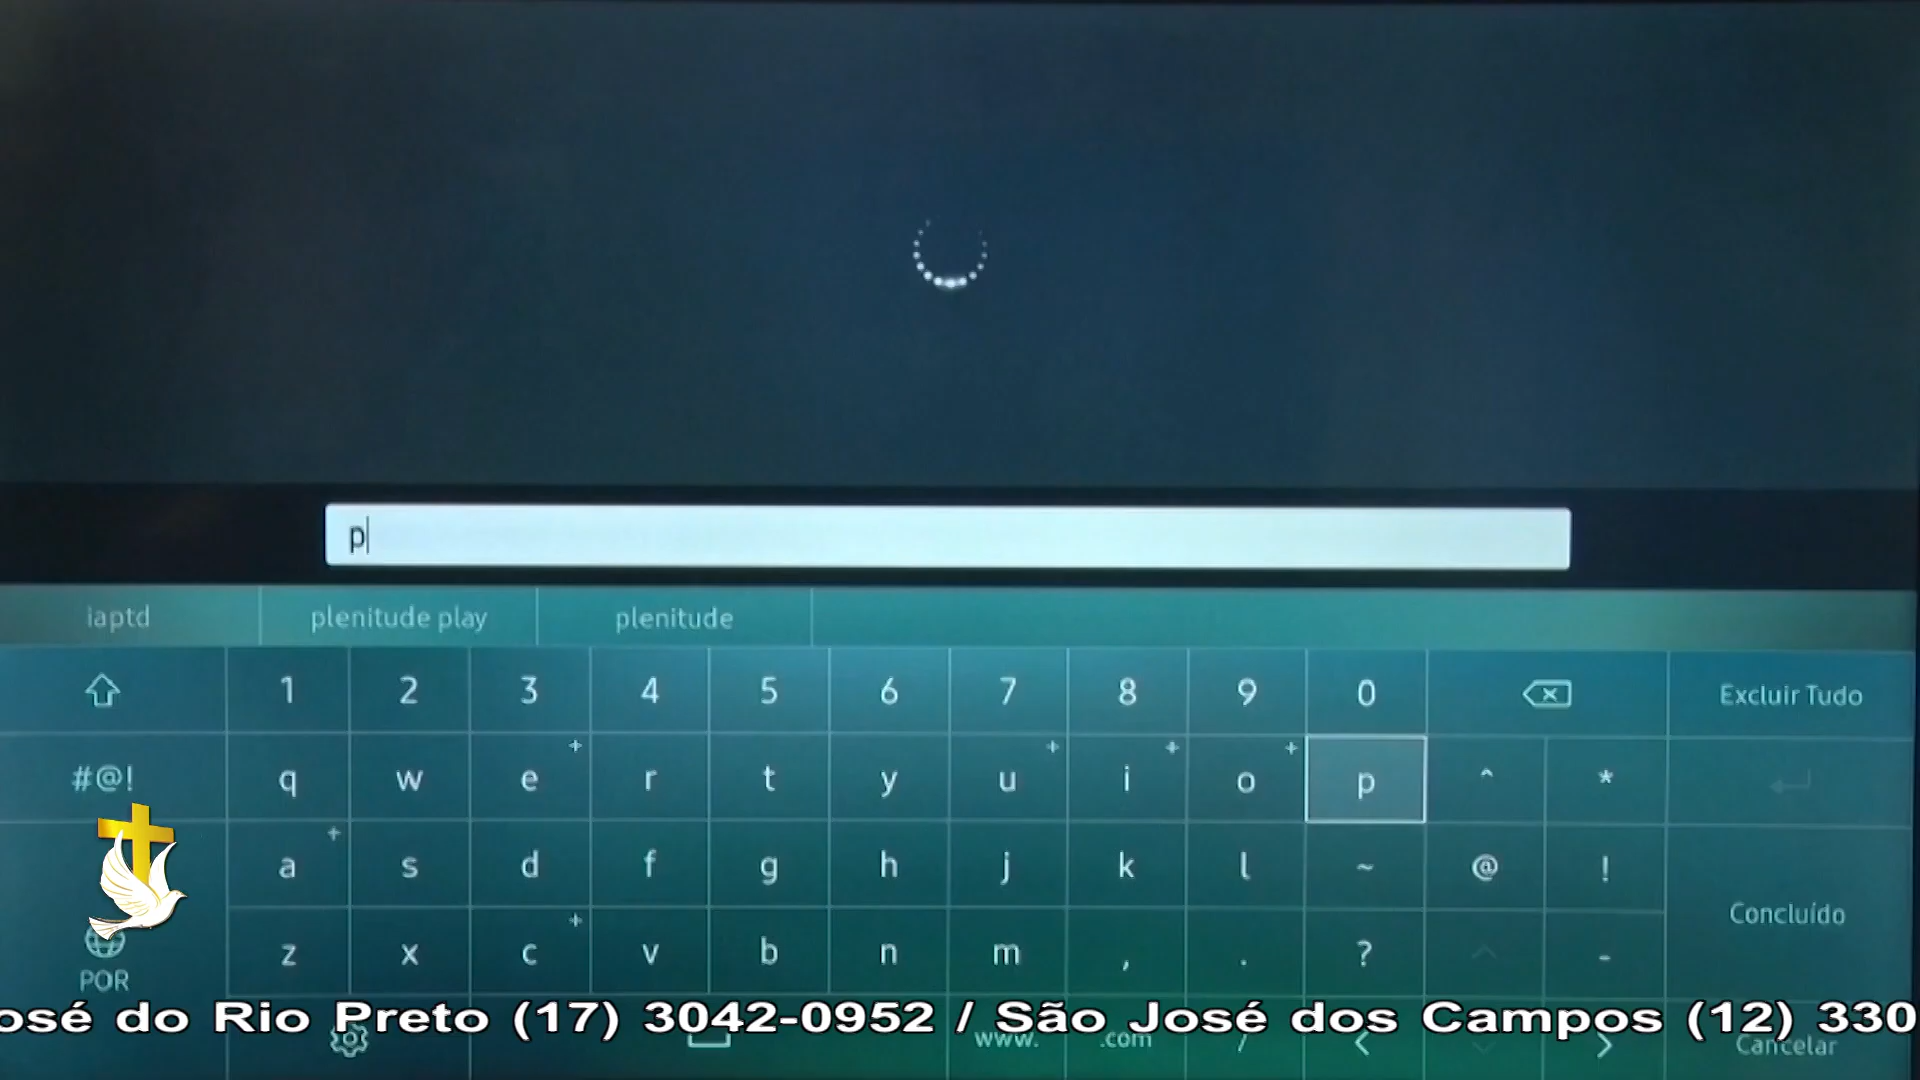 p
iaptd plenitude play plenitude
1 2 3 4 5 6 7 8 9 0 Excluir Tudo
#@! q w e + r t y u + i + o + p ^ *
a + s d f g h j k l ~ @ !
Concluído
z x c + v b n m , . ? -
POR
osé do Rio Preto (17) 3042-0952 / São José dos Campos (12) 330
www. .com / < > Cancelar